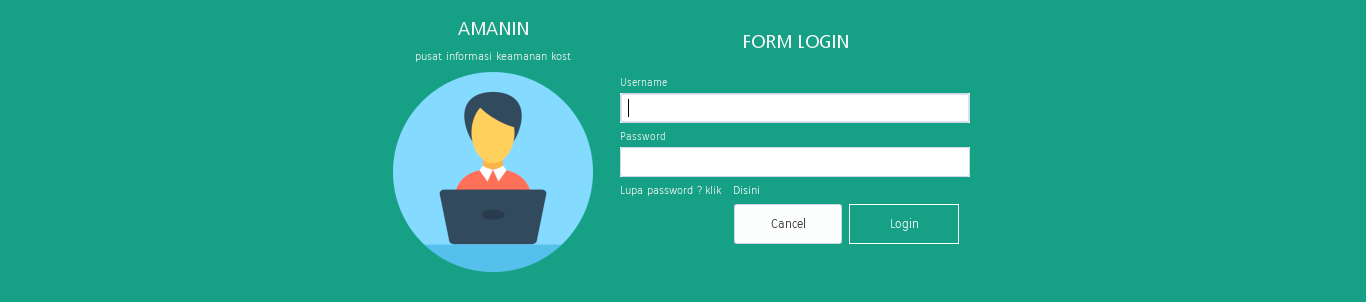 AMANIN
pusat informasi keamanan kost
FORM LOGIN
Username
Password
Lupa password ? klik Disini
Cancel
Login